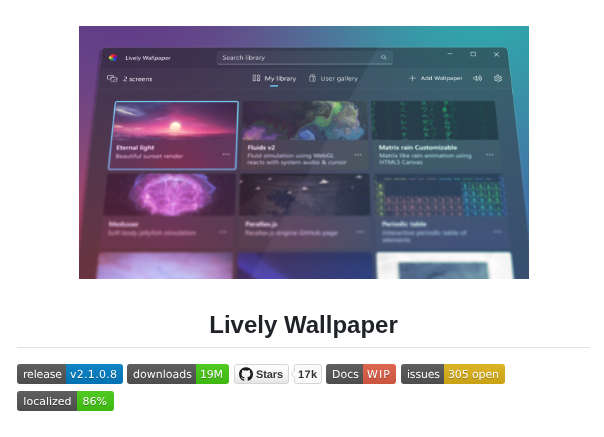 Lively Wallpaper
Search library
2 screens
My library
User gallery
+ Add Wallpaper
Eternal light
Beautiful sunset render
Fluids v2
Fluid simulation using WebGL
reacts with system audio & cursor
Matrix rain Customizable
Matrix like rain animation using
HTML5 Canvas
Medusae
Soft body jellyfish simulation
Parallax.js
Parallax.js engine GitHub page
Periodic table
Interactive periodic table of
elements
Lively Wallpaper
release v2.1.0.8 downloads 19M Stars 17k Docs WIP issues 305 open
localized 86%